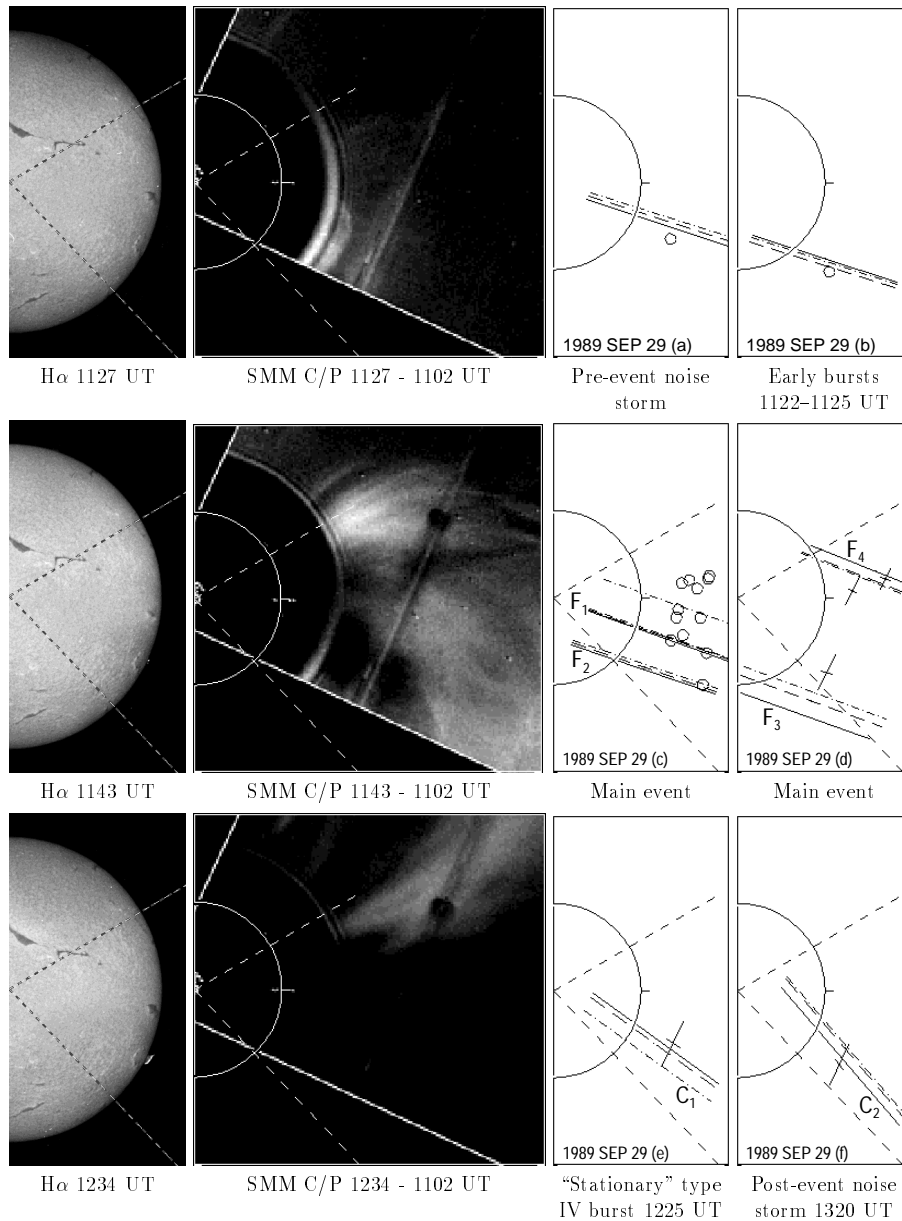 1989 SEP 29 (a)
1989 SEP 29 (b)
Hα 1127 UT
SMM C/P 1127 - 1102 UT
Pre-event noise
storm
Early bursts
1122–1125 UT
F1
F2
1989 SEP 29 (c)
F4
F3
1989 SEP 29 (d)
Hα 1143 UT
SMM C/P 1143 - 1102 UT
Main event
Main event
C1
1989 SEP 29 (e)
C2
1989 SEP 29 (f)
Hα 1234 UT
SMM C/P 1234 - 1102 UT
“Stationary” type
IV burst 1225 UT
Post-event noise
storm 1320 UT